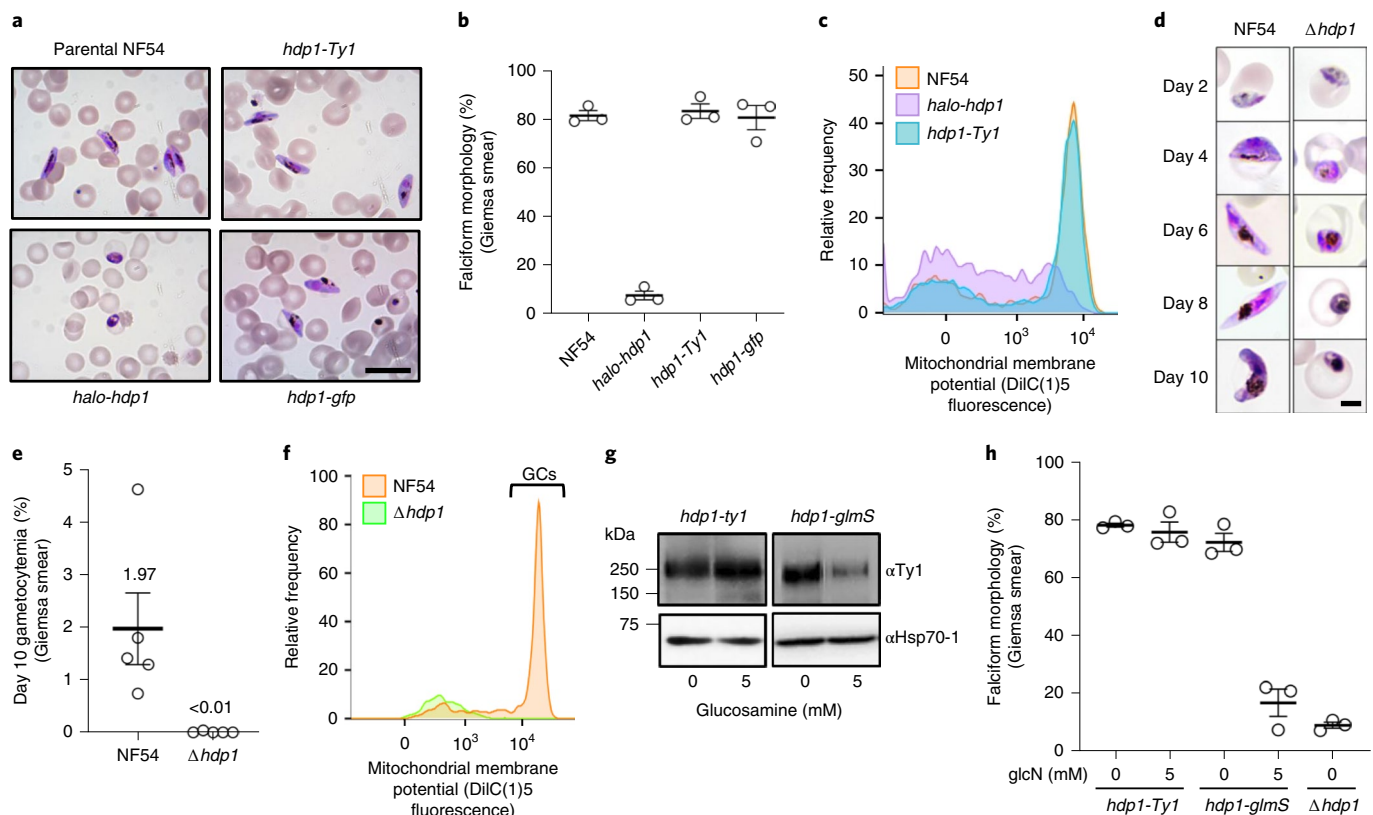 a
Parental NF54
hdp1-Ty1
halo-hdp1
hdp1-gfp
b
Falciform morphology (%)
(Giemsa smear)
100
80
60
40
20
0
NF54
halo-hdp1
hdp1-Ty1
hdp1-gfp
c
NF54
halo-hdp1
hdp1-Ty1
Relative frequency
50
40
30
20
10
0
0
10³
10⁴
Mitochondrial membrane
potential (DilC(1)5
fluorescence)
d
NF54
Δhdp1
Day 2
Day 4
Day 6
Day 8
Day 10
e
Day 10 gametocytemia (%)
(Giemsa smear)
5
4
3
2
1
0
1.97
<0.01
NF54
Δhdp1
f
GCs
NF54
Δhdp1
Relative frequency
100
80
60
40
20
0
0
10³
10⁴
Mitochondrial membrane
potential (DilC(1)5
fluorescence)
g
hdp1-ty1
hdp1-glmS
kDa
250
150
75
αTy1
αHsp70-1
0
5
0
5
Glucosamine (mM)
h
Falciform morphology (%)
(Giemsa smear)
100
80
60
40
20
0
glcN (mM)
0
5
0
5
0
hdp1-Ty1
hdp1-glmS
Δhdp1